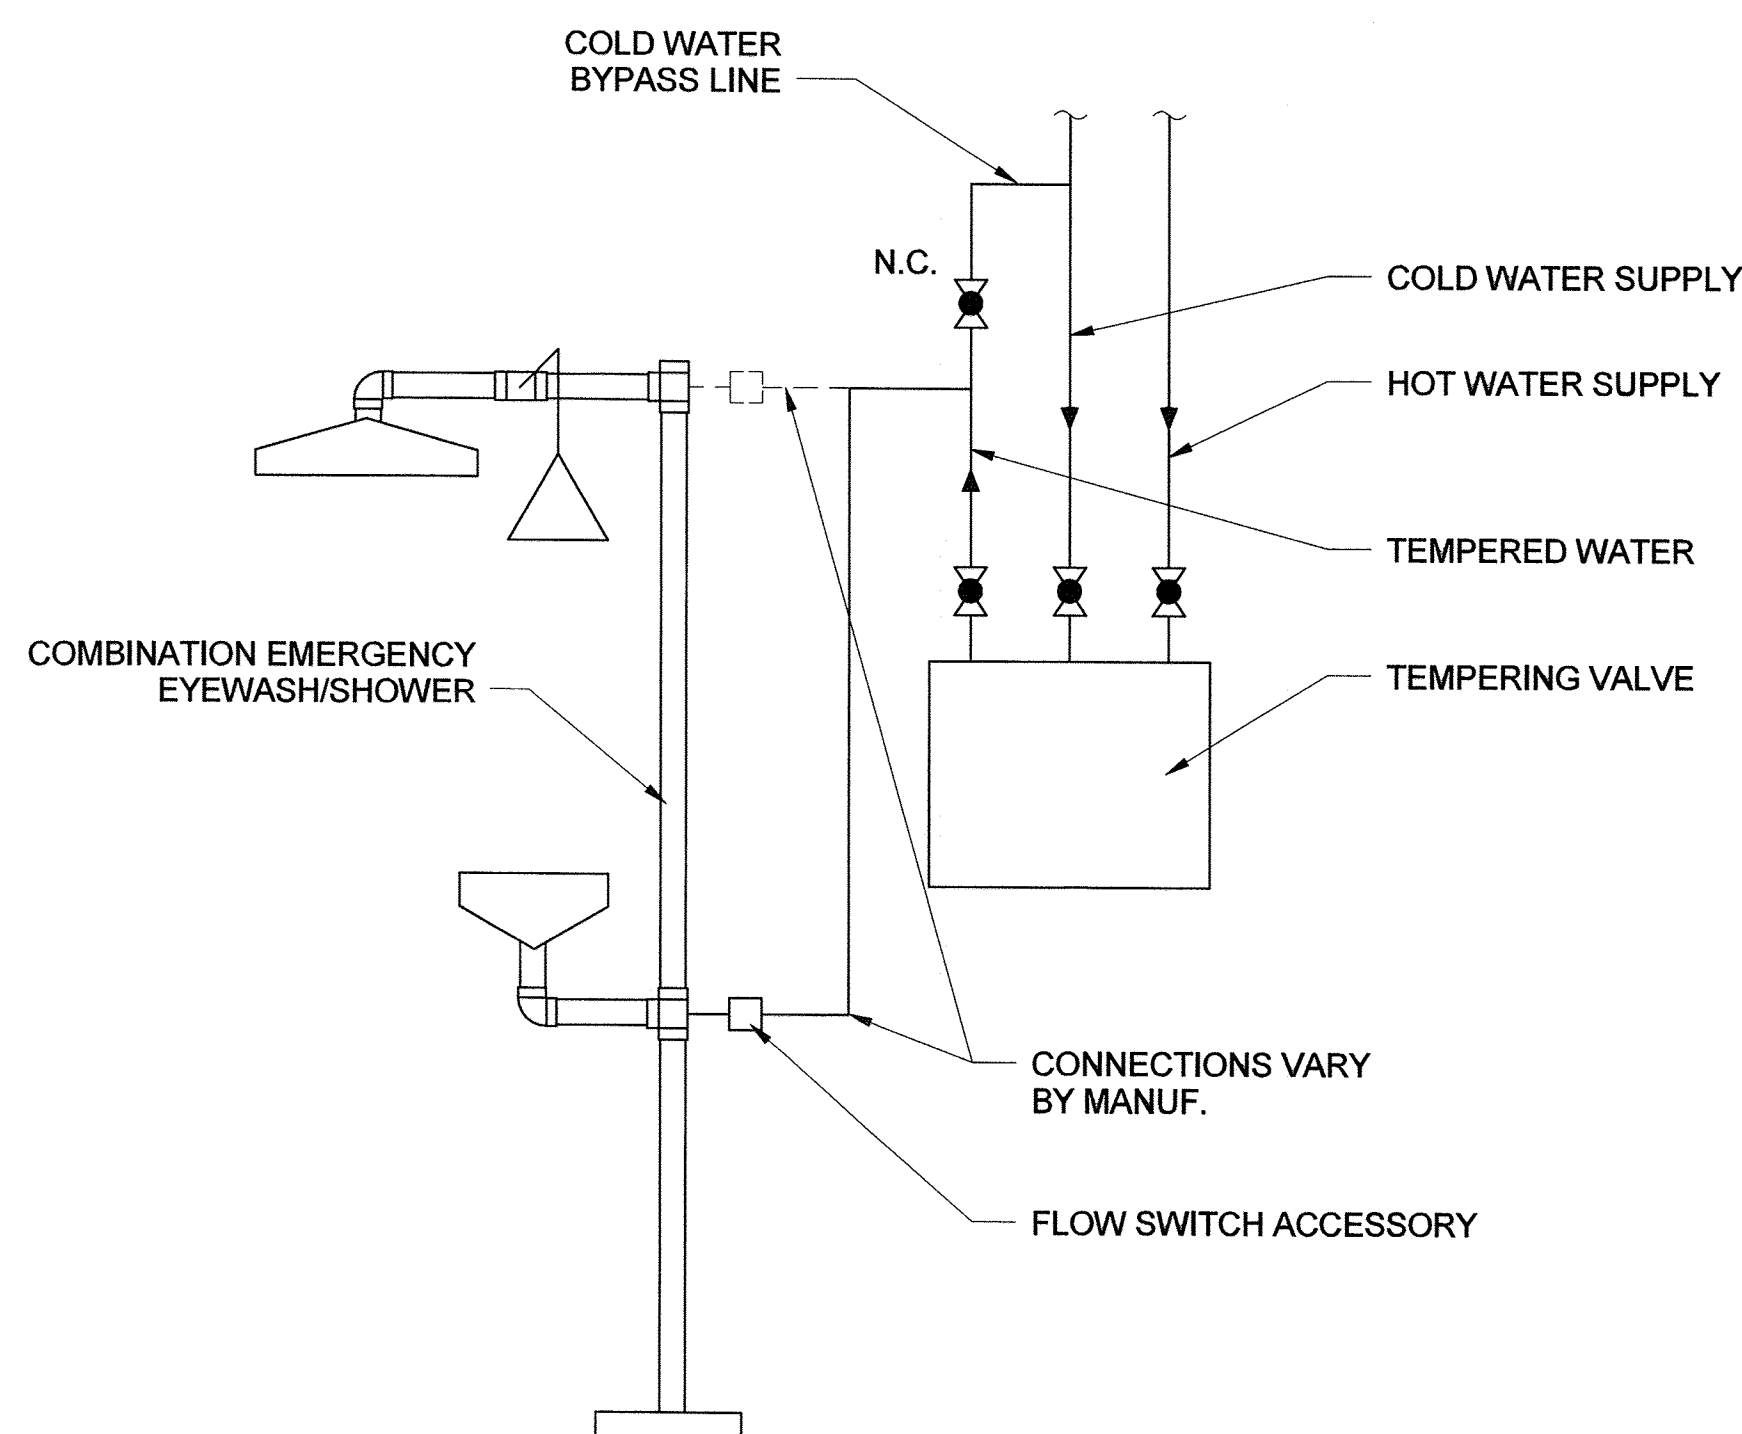 COLD WATER
BYPASS LINE
N.C.
COLD WATER SUPPLY
HOT WATER SUPPLY
TEMPERED WATER
COMBINATION EMERGENCY
EYEWASH/SHOWER
TEMPERING VALVE
CONNECTIONS VARY
BY MANUF.
FLOW SWITCH ACCESSORY